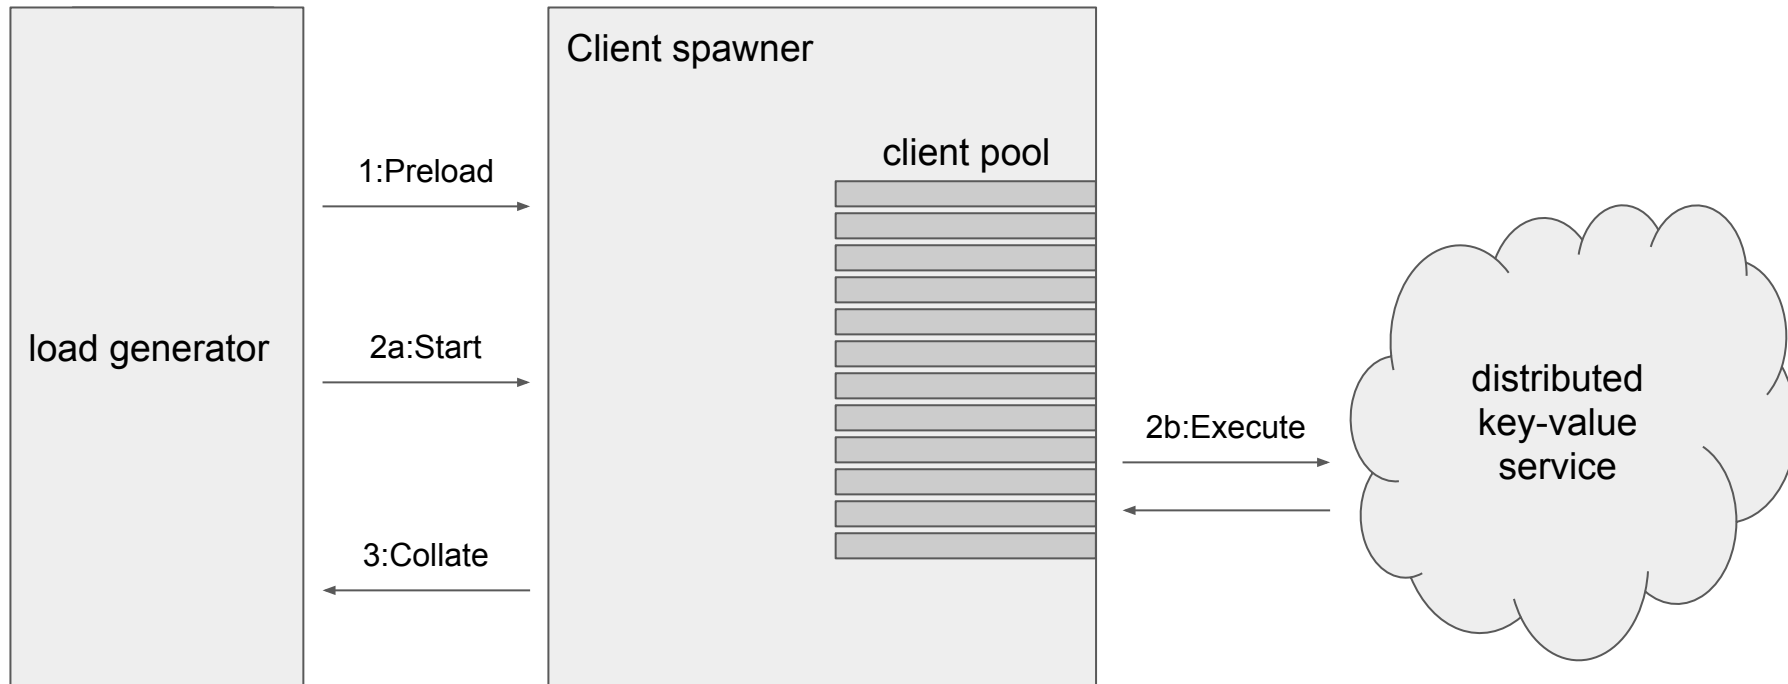 Client spawner
client pool
1:Preload
load generator
2a:Start
distributed
key-value
service
2b:Execute
3:Collate